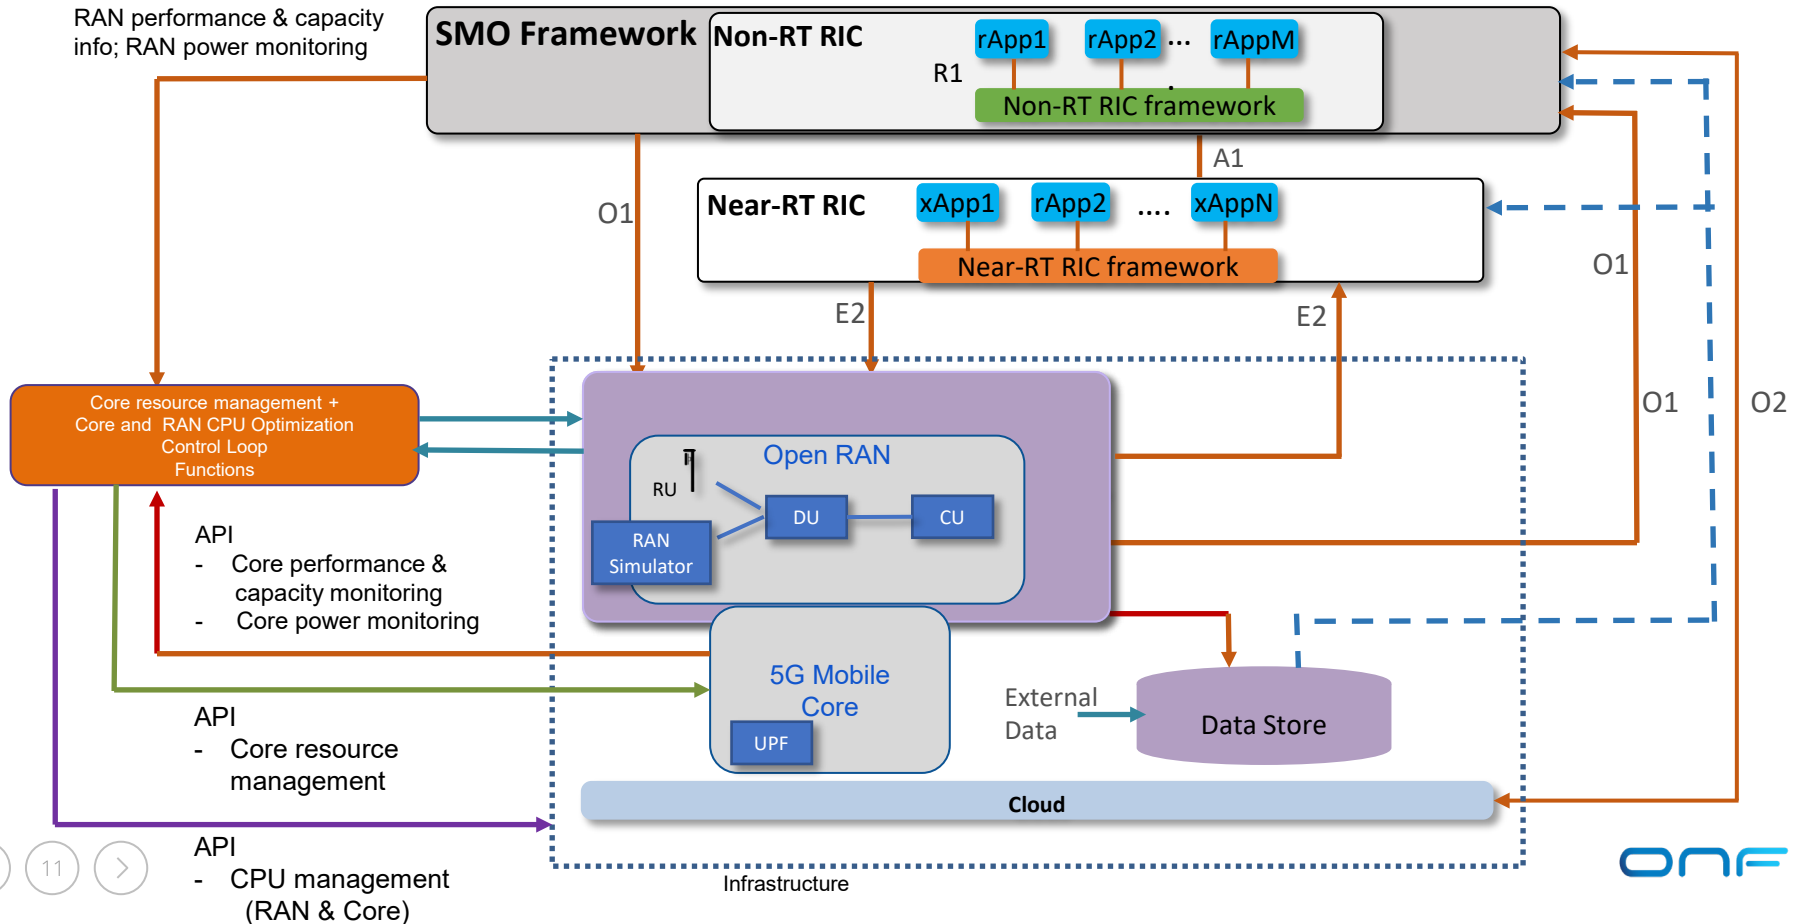 RAN performance & capacity
info; RAN power monitoring
SMO Framework
Non-RT RIC
rApp1
rApp2
...
rAppM
R1
.
Non-RT RIC framework
A1
Near-RT RIC
xApp1
rApp2
....
xAppN
Near-RT RIC framework
O1
E2
E2
O1
O1
O2
Core resource management +
Core and RAN CPU Optimization
Control Loop
Functions
Open RAN
RU
DU
CU
RAN
Simulator
API
- Core performance &
capacity monitoring
- Core power monitoring
5G Mobile
Core
UPF
External
Data
Data Store
API
- Core resource
management
Cloud
API
- CPU management
(RAN & Core)
Infrastructure
11
ONF